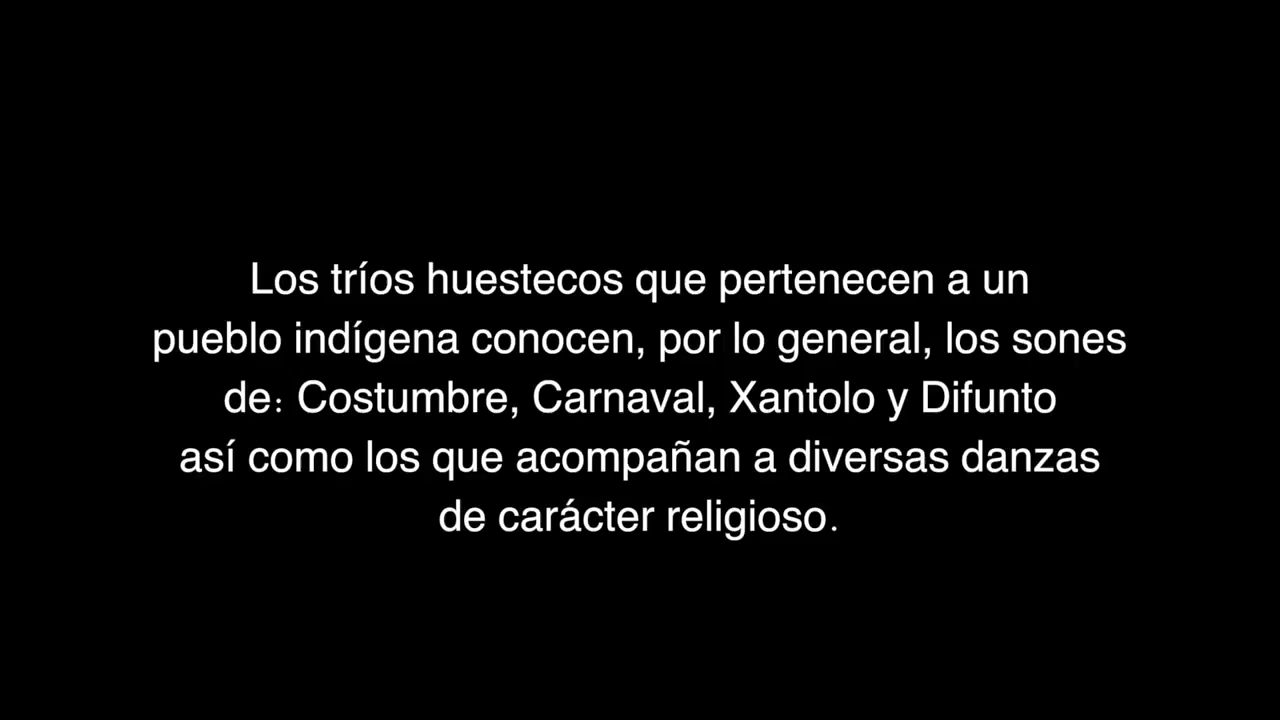 Los tríos huestecos que pertenecen a un
pueblo indígena conocen, por lo general, los sones
de: Costumbre, Carnaval, Xantolo y Difunto
así como los que acompañan a diversas danzas
de carácter religioso.